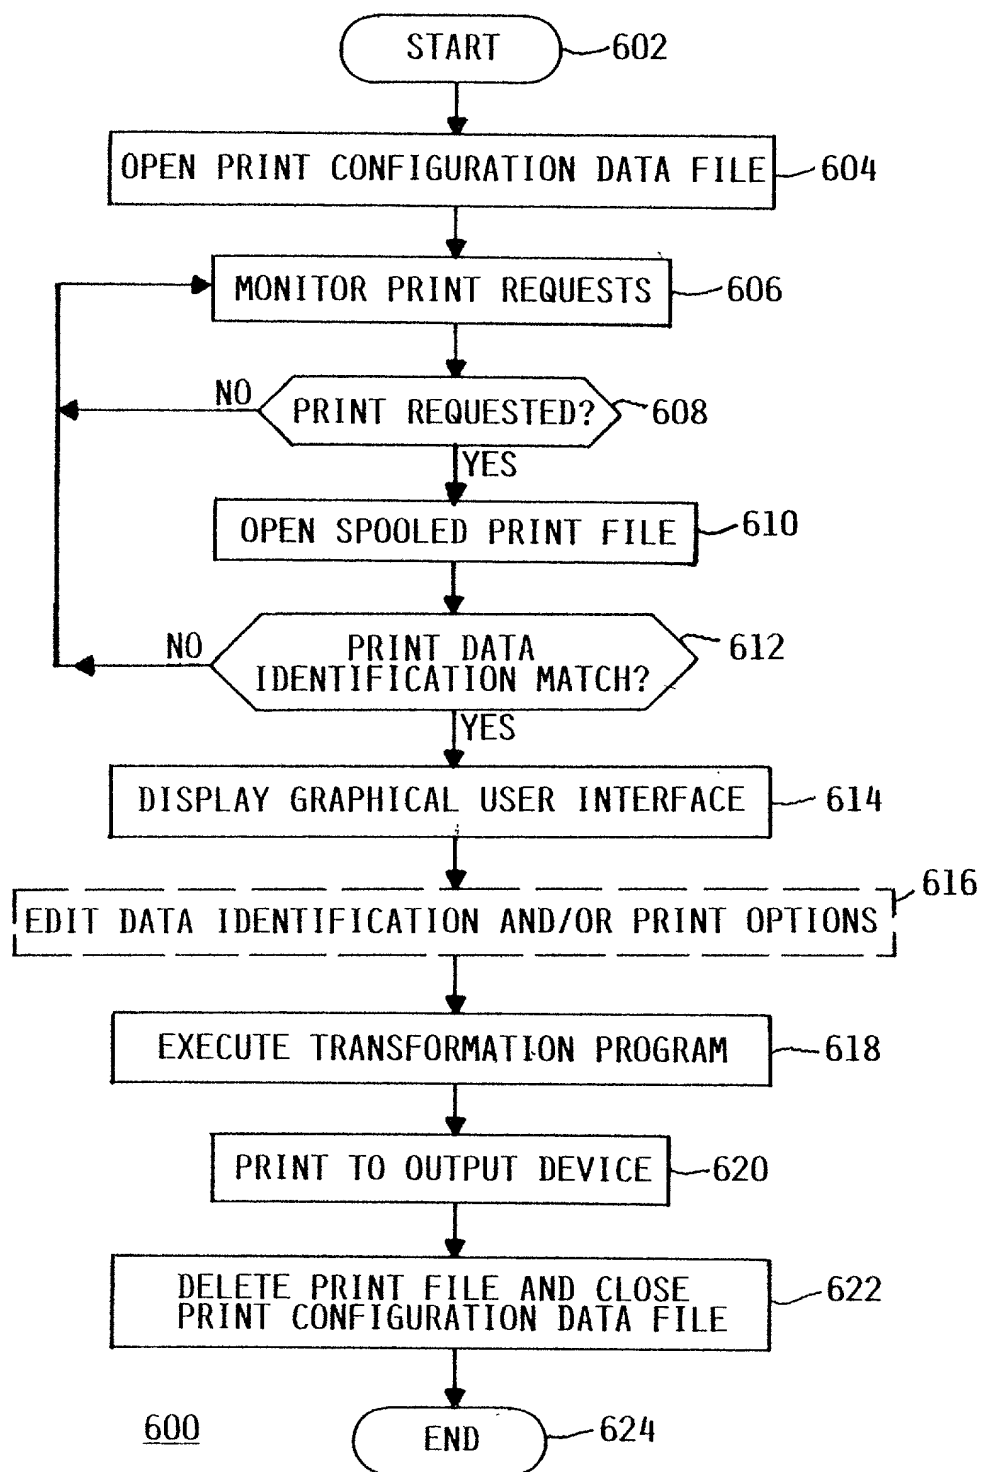 START 602
OPEN PRINT CONFIGURATION DATA FILE 604
MONITOR PRINT REQUESTS 606
NO
PRINT REQUESTED? 608
YES
OPEN SPOOLED PRINT FILE 610
NO
PRINT DATA 612
IDENTIFICATION MATCH?
YES
DISPLAY GRAPHICAL USER INTERFACE 614
616
EDIT DATA IDENTIFICATION AND/OR PRINT OPTIONS
EXECUTE TRANSFORMATION PROGRAM 618
PRINT TO OUTPUT DEVICE 620
DELETE PRINT FILE AND CLOSE 622
PRINT CONFIGURATION DATA FILE
600
END 624